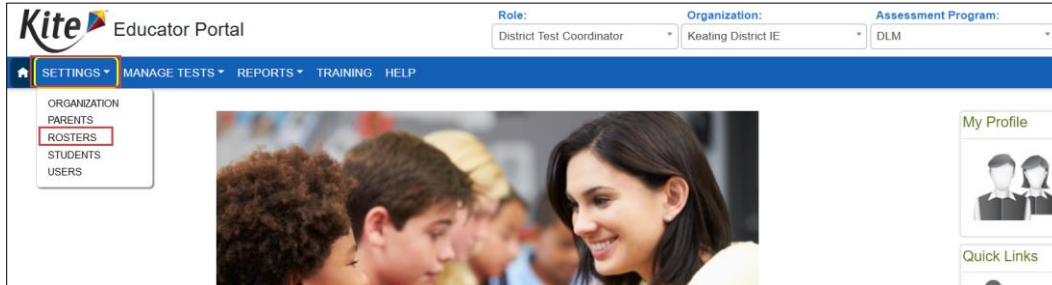 Kite Educator Portal
Role: Organization: Assessment Program:
District Test Coordinator Keating District IE DLM
SETTINGS MANAGE TESTS REPORTS TRAINING HELP
ORGANIZATION
PARENTS
ROSTERS
STUDENTS
USERS
My Profile
Quick Links